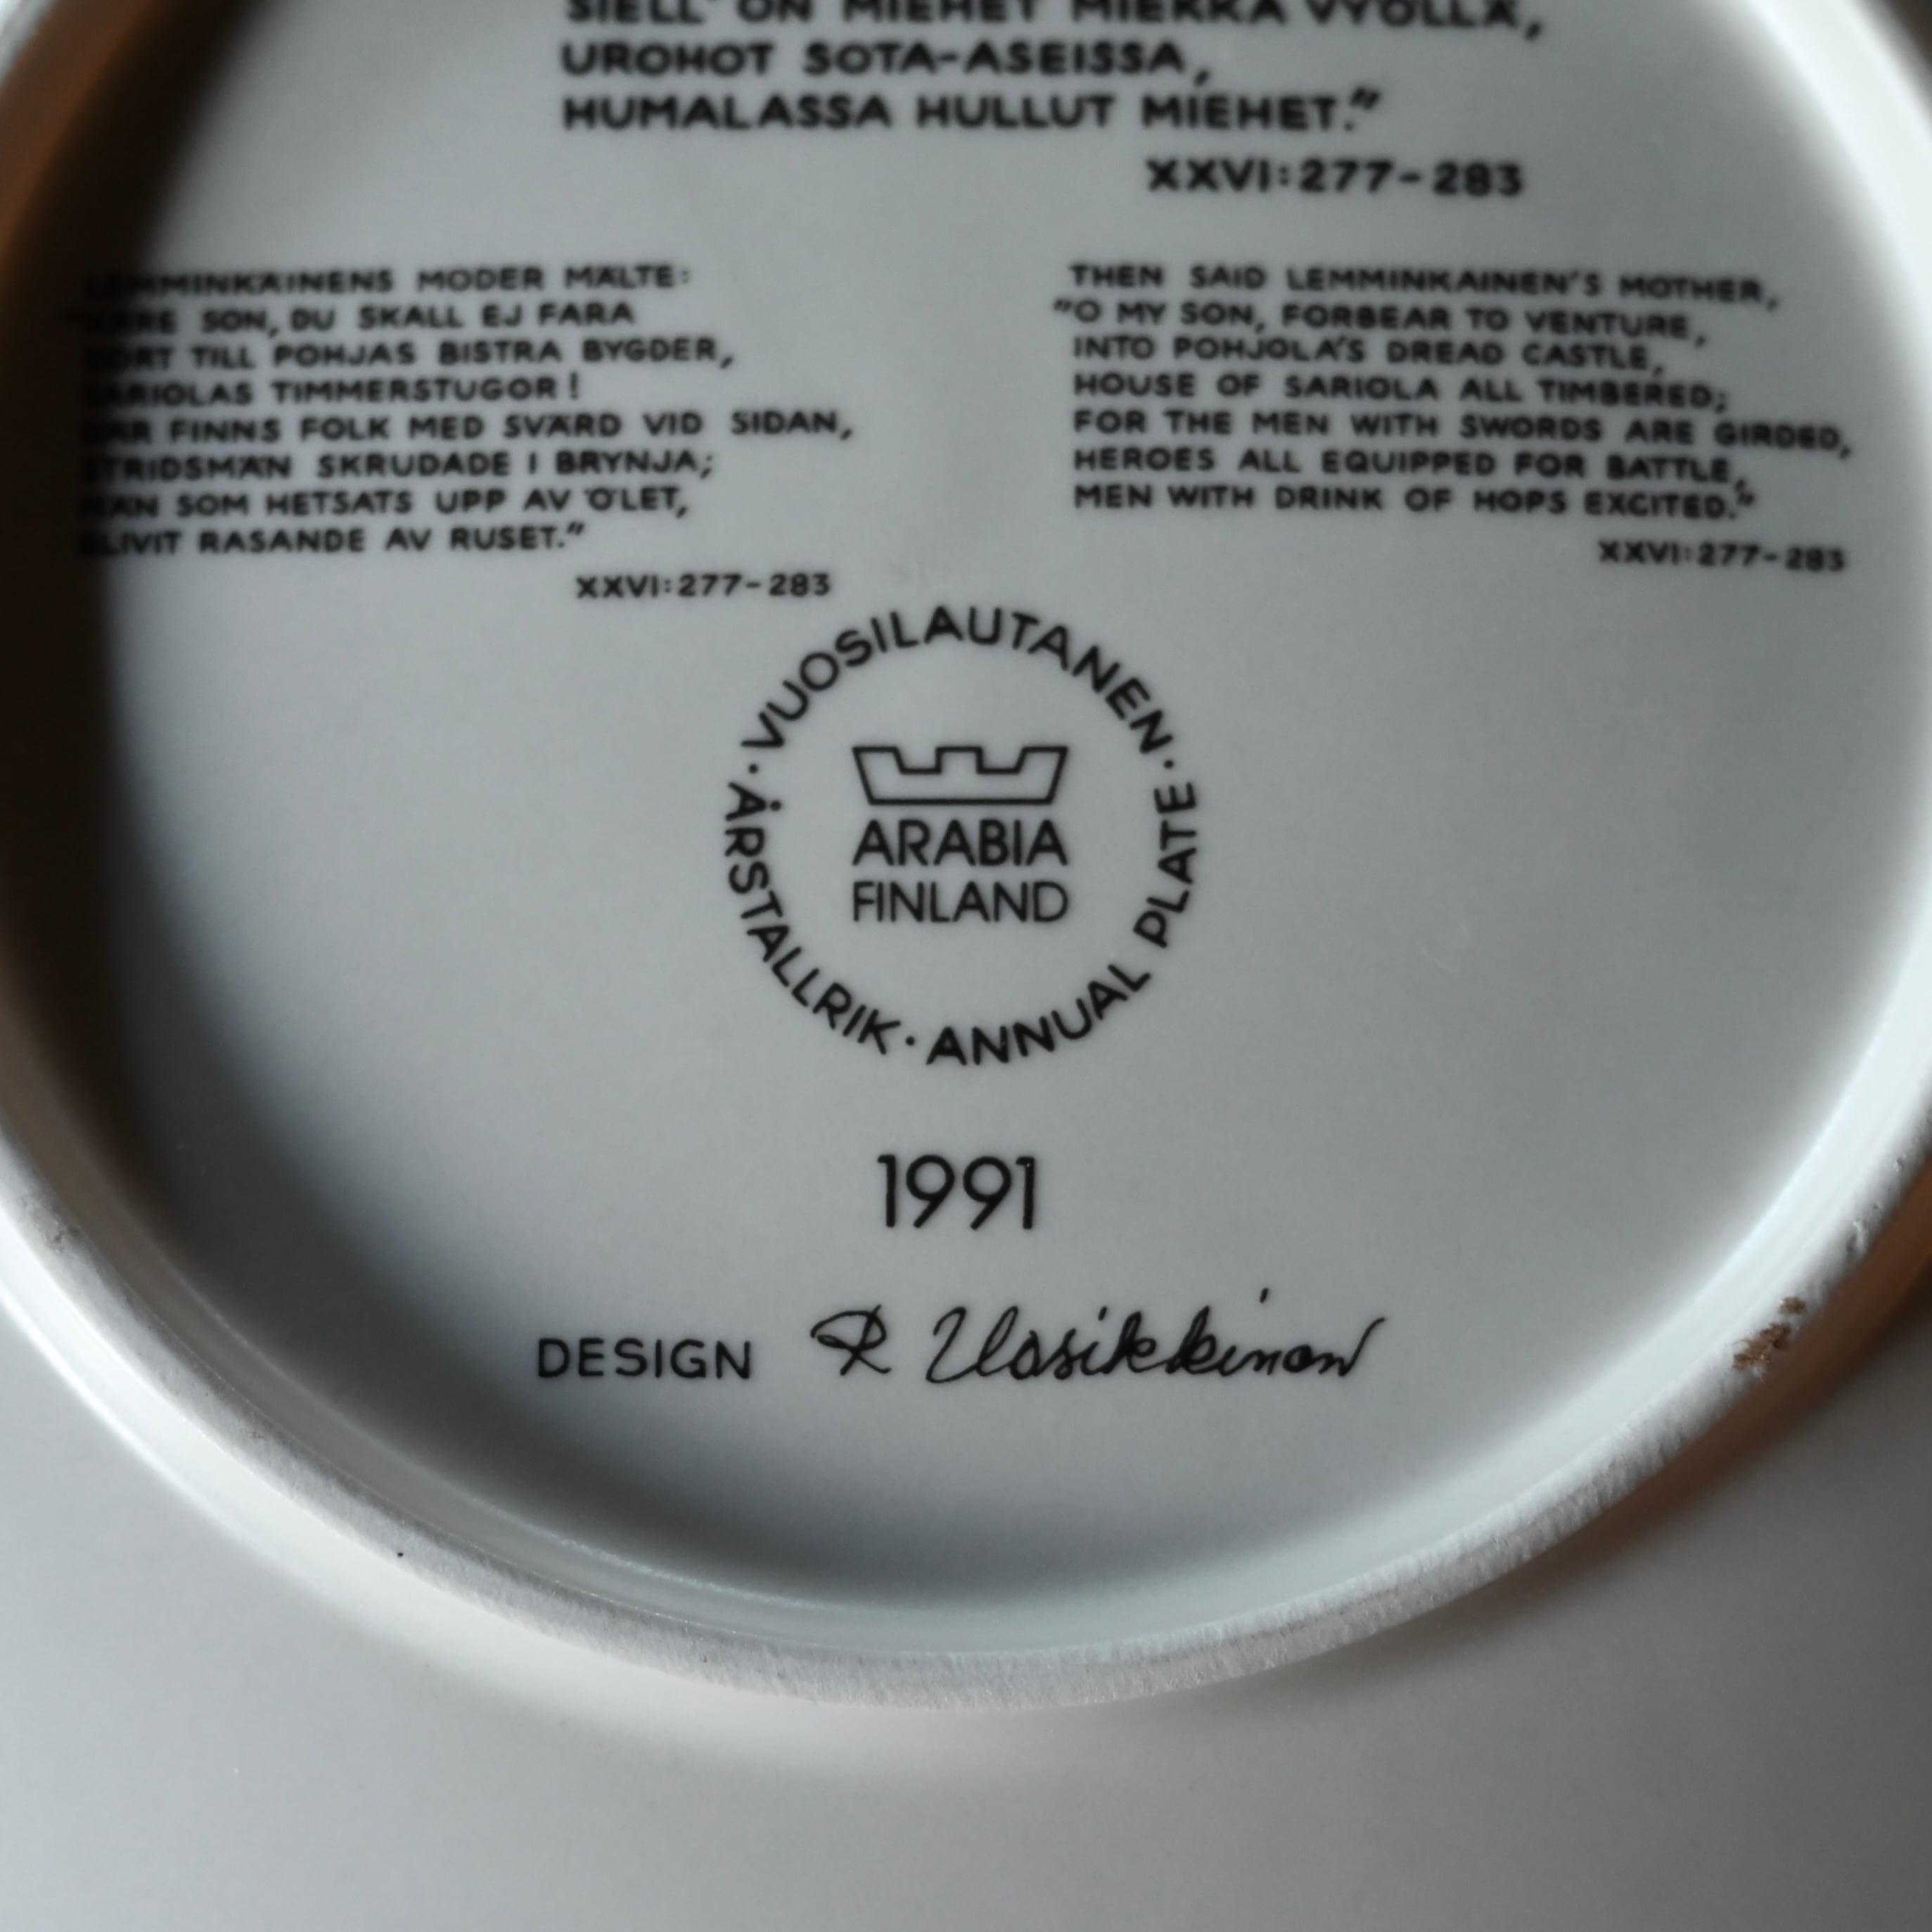 SIELL' ON MIEHET MIEKKA VYÖLLÄ,
UROHOT SOTA-ASEISSA,
HUMALASSA HULLUT MIEHET."
XXVI:277-283
LEMMINKÄINENS MODER MÄLTE:
"KÄRE SON, DU SKALL EJ FARA
BORT TILL POHJAS BISTRA BYGDER,
SARIOLAS TIMMERSTUGOR!
DÄR FINNS FOLK MED SVÄRD VID SIDAN,
STRIDSMÄN SKRUDADE I BRYNJA;
MÄN SOM HETSATS UPP AV ÖLET,
BLIVIT RASANDE AV RUSET."
XXVI:277-283
THEN SAID LEMMINKAINEN'S MOTHER,
"O MY SON, FORBEAR TO VENTURE,
INTO POHJOLA'S DREAD CASTLE,
HOUSE OF SARIOLA ALL TIMBERED;
FOR THE MEN WITH SWORDS ARE GIRDED,
HEROES ALL EQUIPPED FOR BATTLE,
MEN WITH DRINK OF HOPS EXCITED."
XXVI:277-283
· VUOSILAUTANEN · ANNUAL PLATE · ÅRSTALLRIK
ARABIA
FINLAND
1991
DESIGN R Uosikkinen